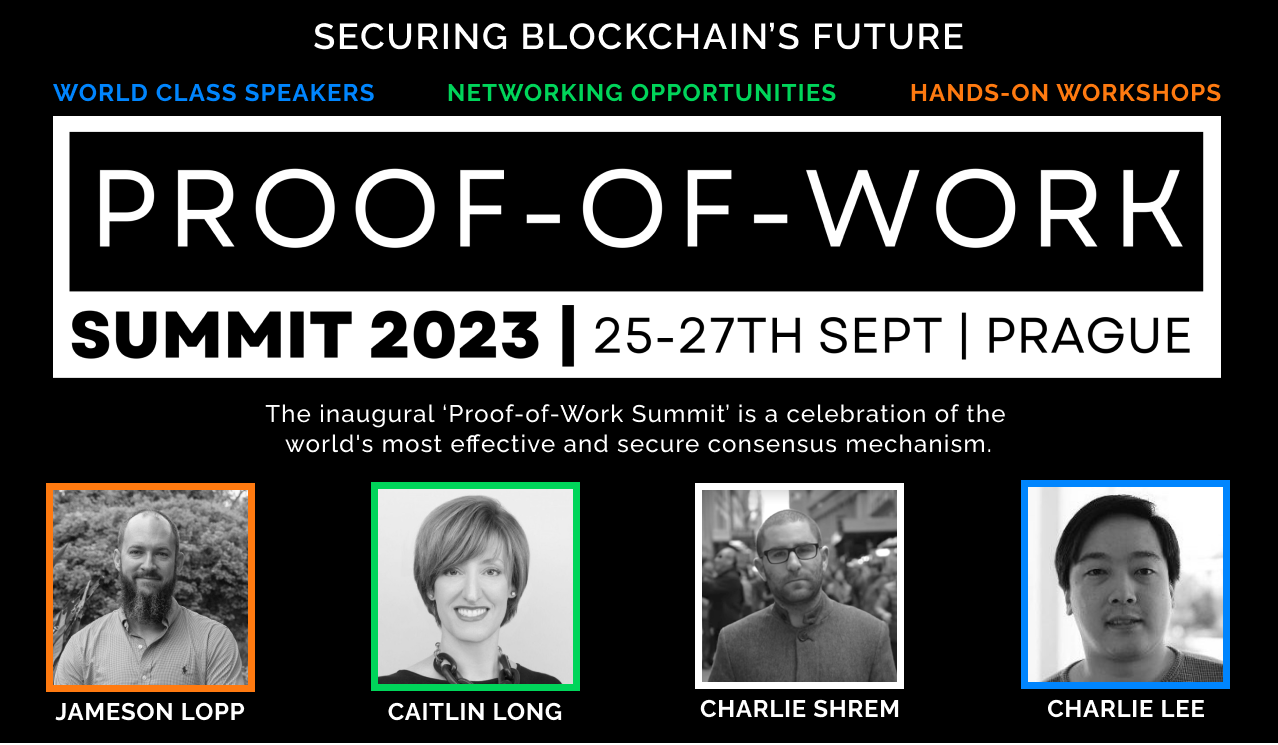 SECURING BLOCKCHAIN’S FUTURE
WORLD CLASS SPEAKERS
NETWORKING OPPORTUNITIES
HANDS-ON WORKSHOPS
PROOF-OF-WORK
SUMMIT 2023 | 25-27TH SEPT | PRAGUE
The inaugural ‘Proof-of-Work Summit’ is a celebration of the
world's most effective and secure consensus mechanism.
JAMESON LOPP
CAITLIN LONG
CHARLIE SHREM
CHARLIE LEE